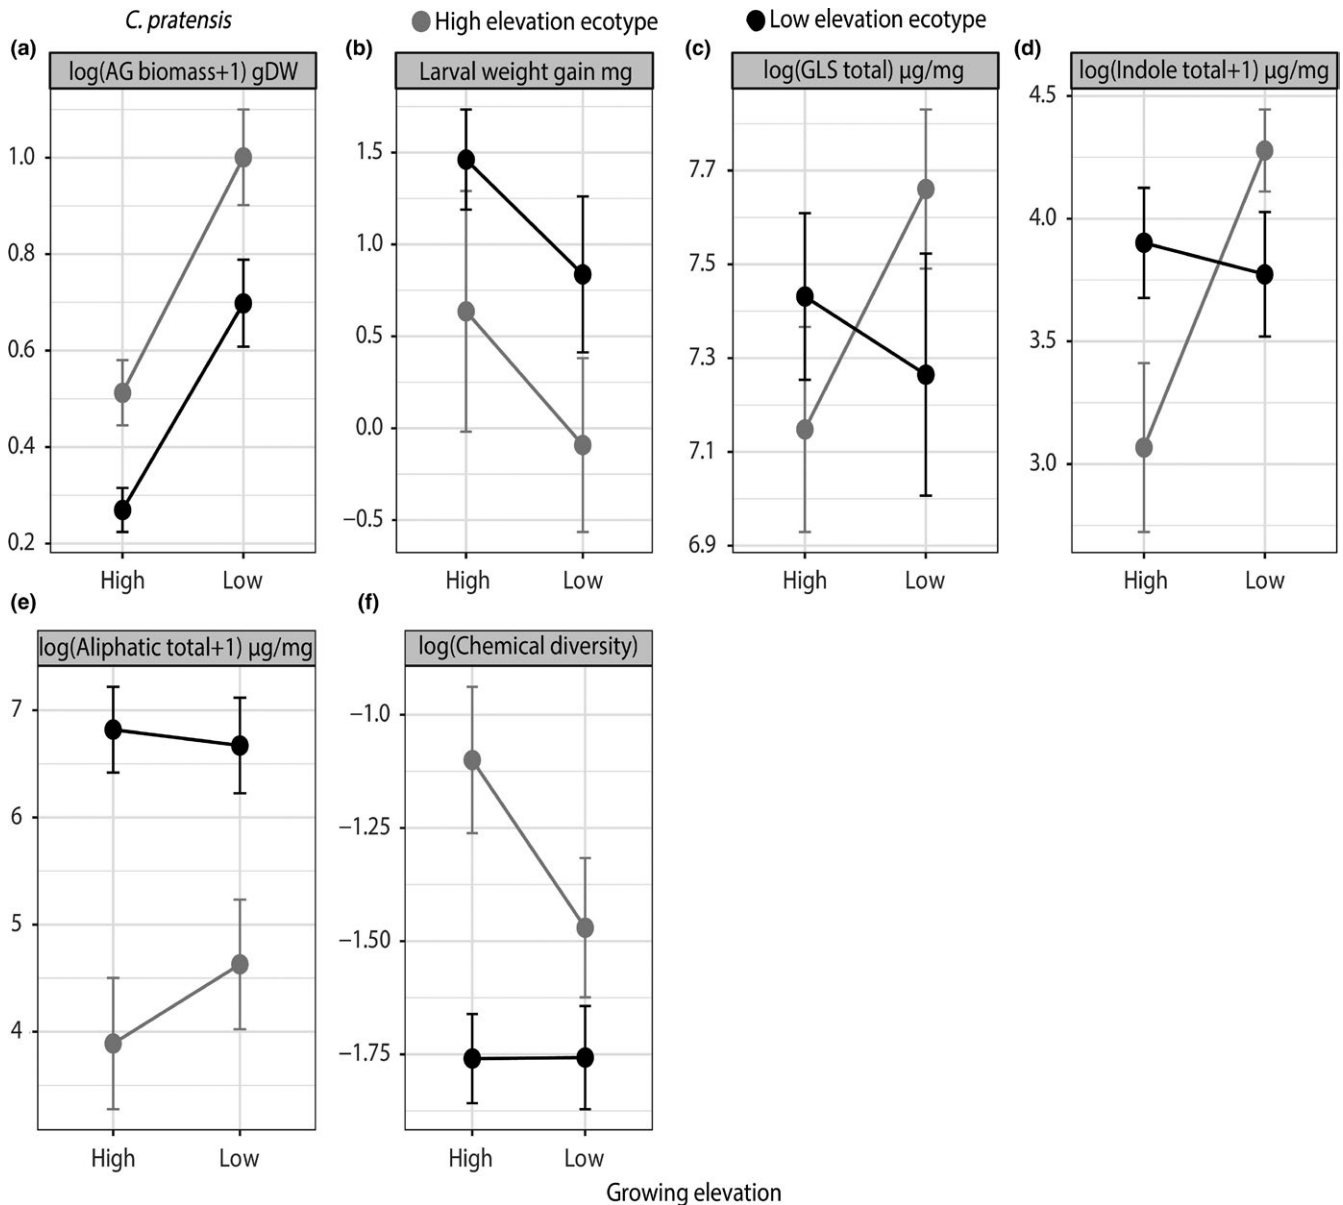 C. pratensis
High elevation ecotype
Low elevation ecotype
(a)
log(AG biomass+1) gDW
1.0
0.8
0.6
0.4
0.2
High Low
(b)
Larval weight gain mg
1.5
1.0
0.5
0.0
−0.5
High Low
(c)
log(GLS total) µg/mg
7.7
7.5
7.3
7.1
6.9
High Low
(d)
log(Indole total+1) µg/mg
4.5
4.0
3.5
3.0
High Low
(e)
log(Aliphatic total+1) µg/mg
7
6
5
4
High Low
(f)
log(Chemical diversity)
−1.0
−1.25
−1.50
−1.75
High Low
Growing elevation